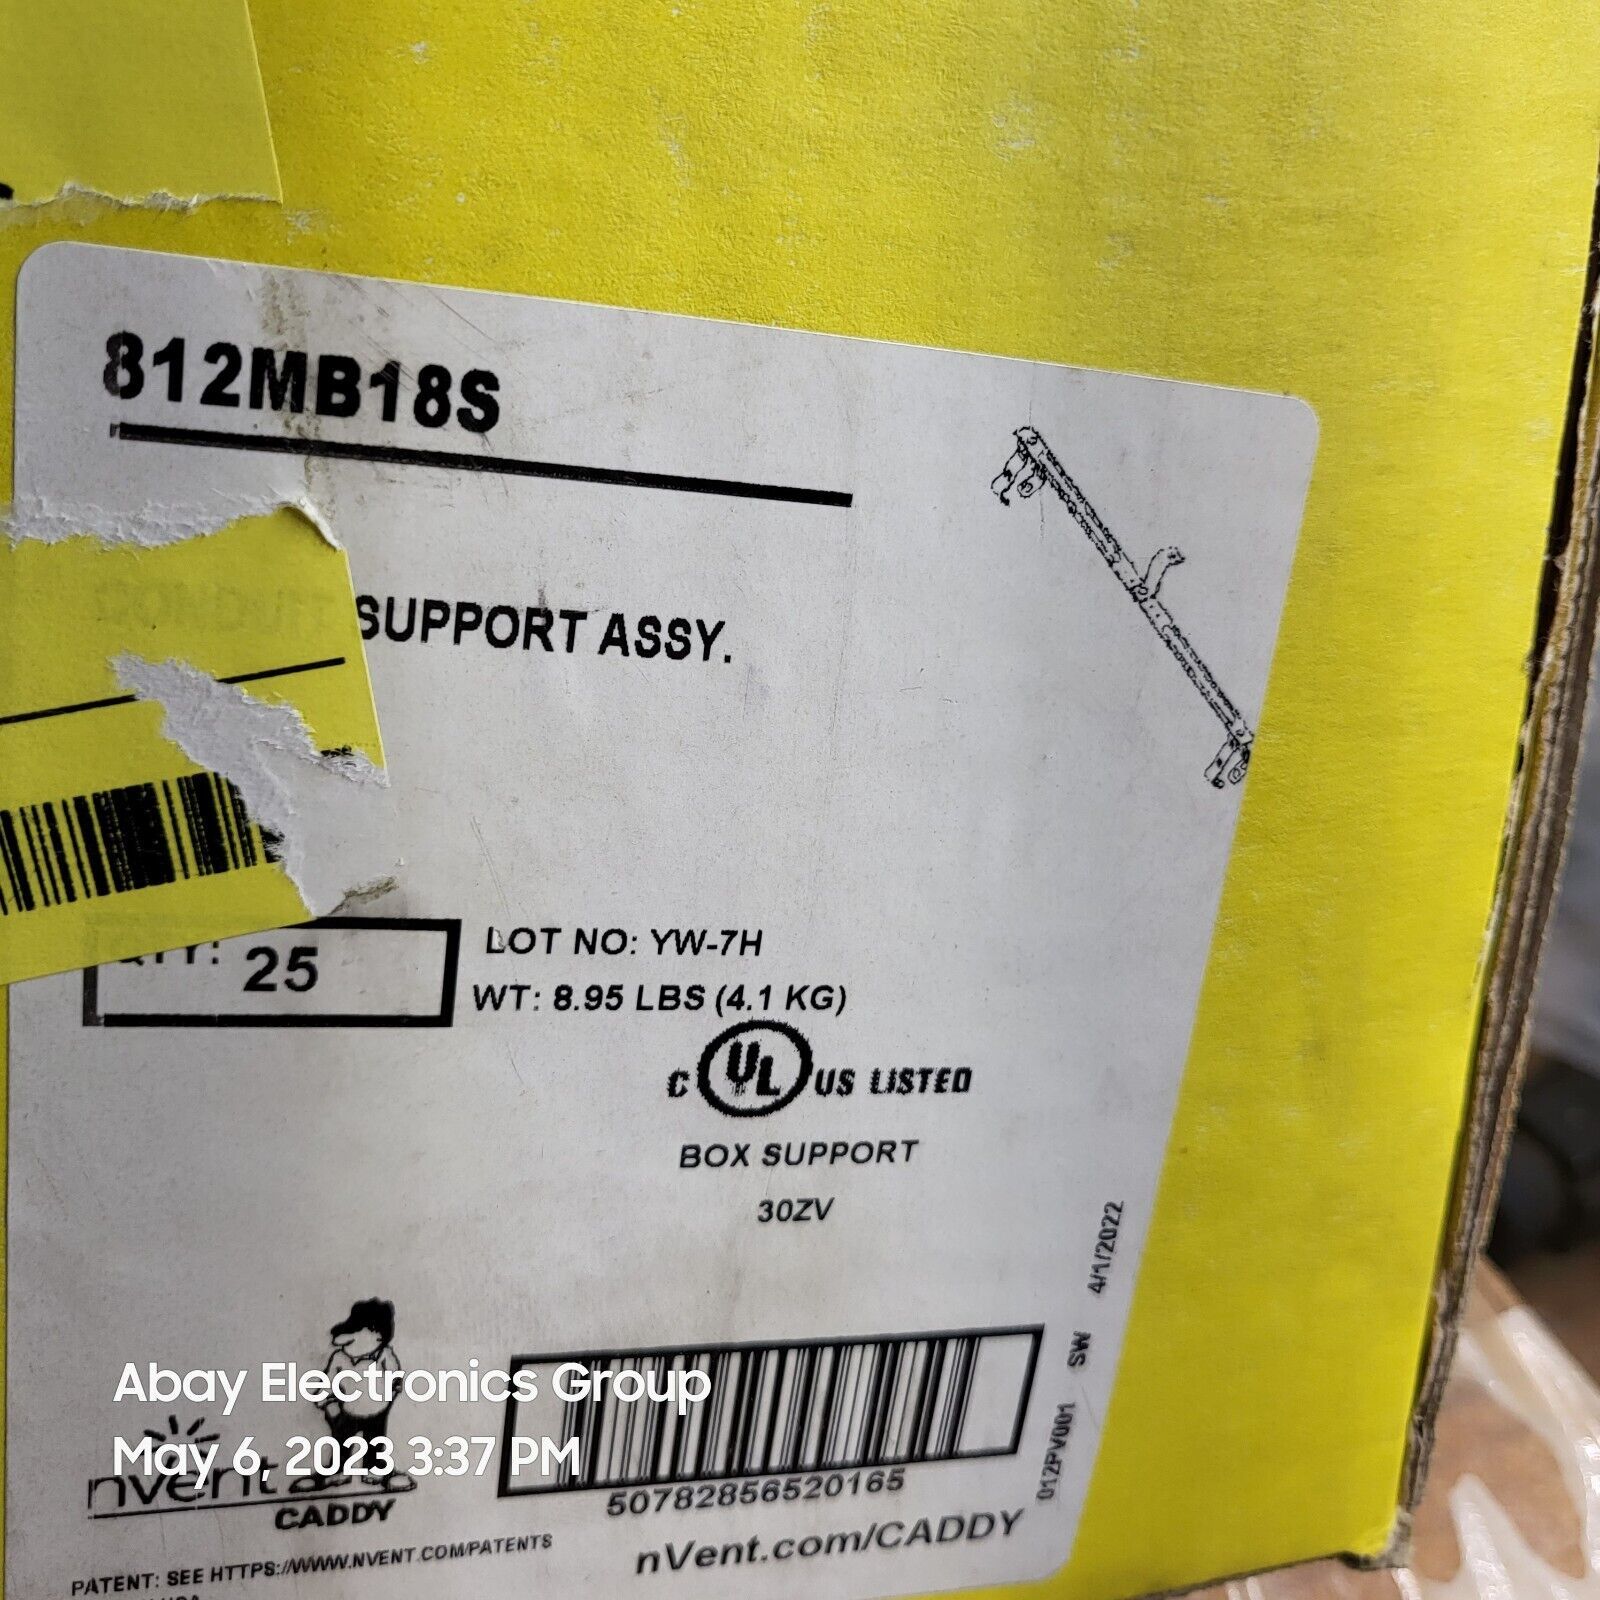 812MB18S
SUPPORT ASSY.
QTY: 25
LOT NO: YW-7H
WT: 8.95 LBS (4.1 KG)
C UL US LISTED
BOX SUPPORT
30ZV
012PV001 SW 4/1/2022
Abay Electronics Group
May 6, 2023 3:37 PM
nvent
CADDY
50782856520165
nVent.com/CADDY
PATENT: SEE HTTPS://WWW.NVENT.COM/PATENTS